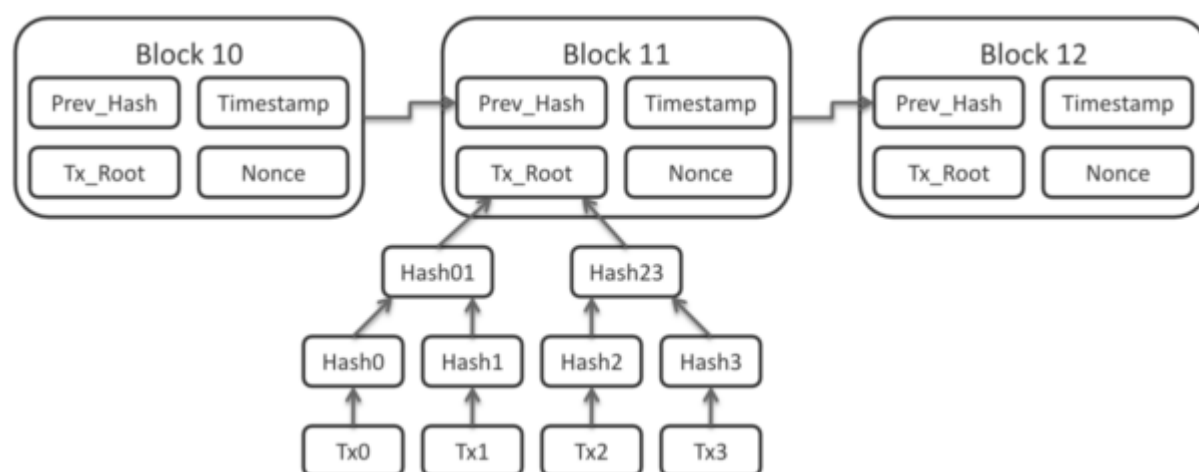 Block 10
Block 11
Block 12
Prev_Hash Timestamp
Prev_Hash Timestamp
Prev_Hash Timestamp
Tx_Root Nonce
Tx_Root Nonce
Tx_Root Nonce
Hash01 Hash23
Hash0 Hash1 Hash2 Hash3
Tx0 Tx1 Tx2 Tx3